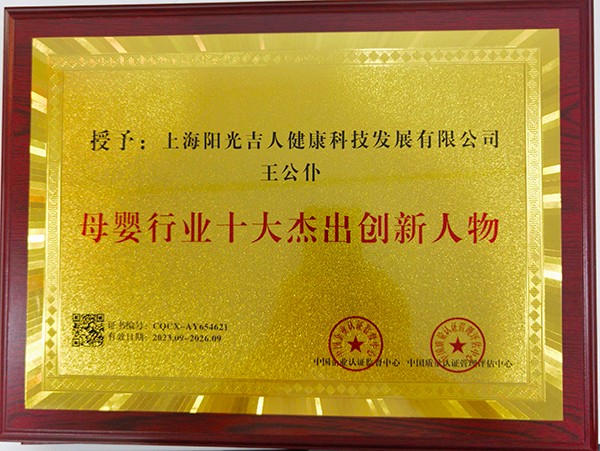 授予：上海阳光吉人健康科技发展有限公司
王公仆
母婴行业十大杰出创新人物
证书编号：CQCX-AY654621
有效日期：2023.09-2026.09
中国企业认证监督中心
中国质量认证管理评估中心